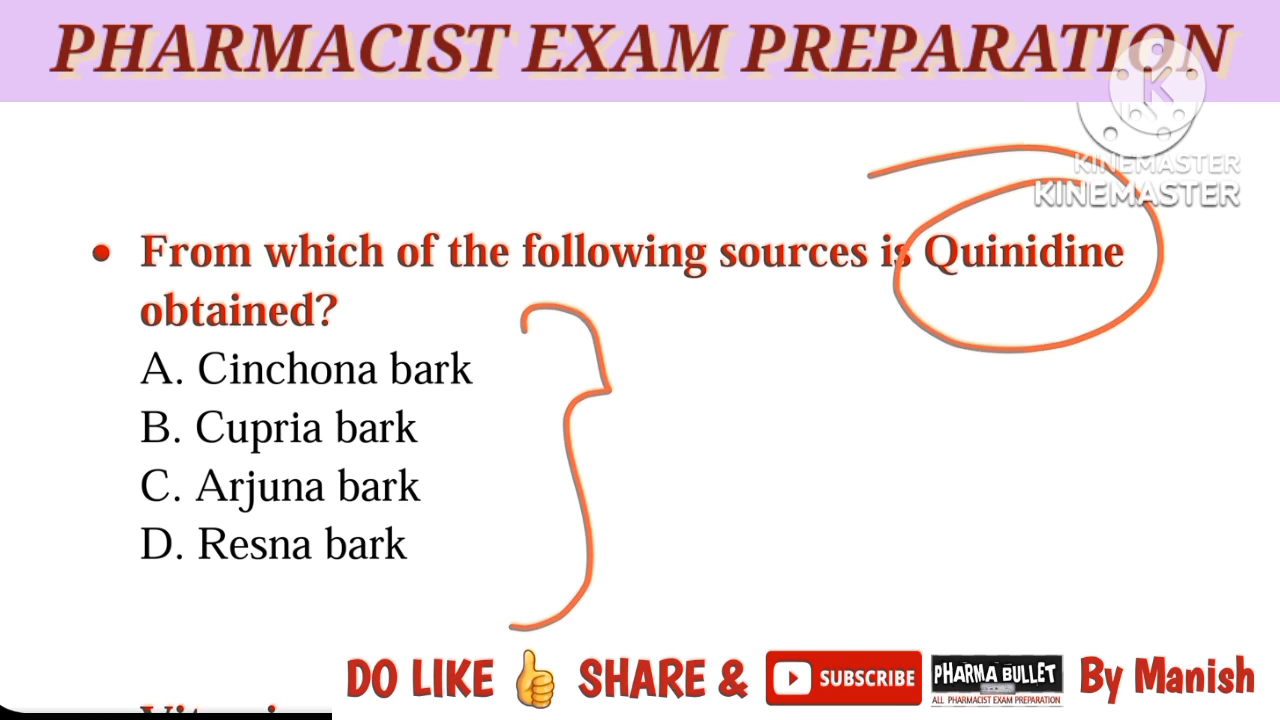 PHARMACIST EXAM PREPARATION
KINEMASTER
KINEMASTER
• From which of the following sources is Quinidine
obtained?
A. Cinchona bark
B. Cupria bark
C. Arjuna bark
D. Resna bark
DO LIKE 👍 SHARE & SUBSCRIBE PHARMA BULLET By Manish
ALL PHARMACIST EXAM PREPARATION